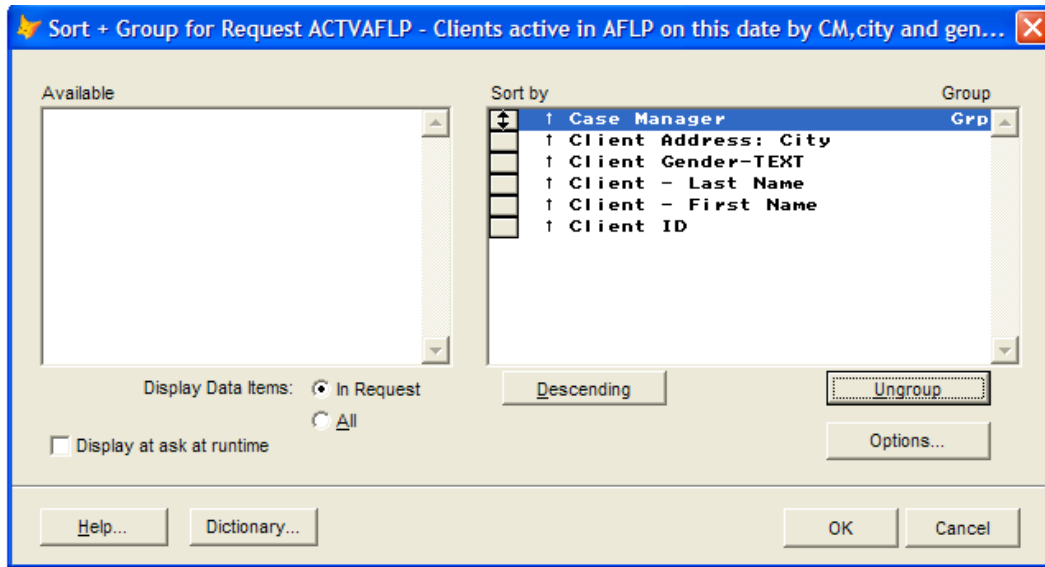 Sort + Group for Request ACTVAFLP - Clients active in AFLP on this date by CM,city and gen...
Available
Sort by Group
↑ Case Manager Grp
↑ Client Address: City
↑ Client Gender-TEXT
↑ Client - Last Name
↑ Client - First Name
↑ Client ID
Display Data Items: In Request
All
Display at ask at runtime
Descending Ungroup
Options...
Help... Dictionary... OK Cancel